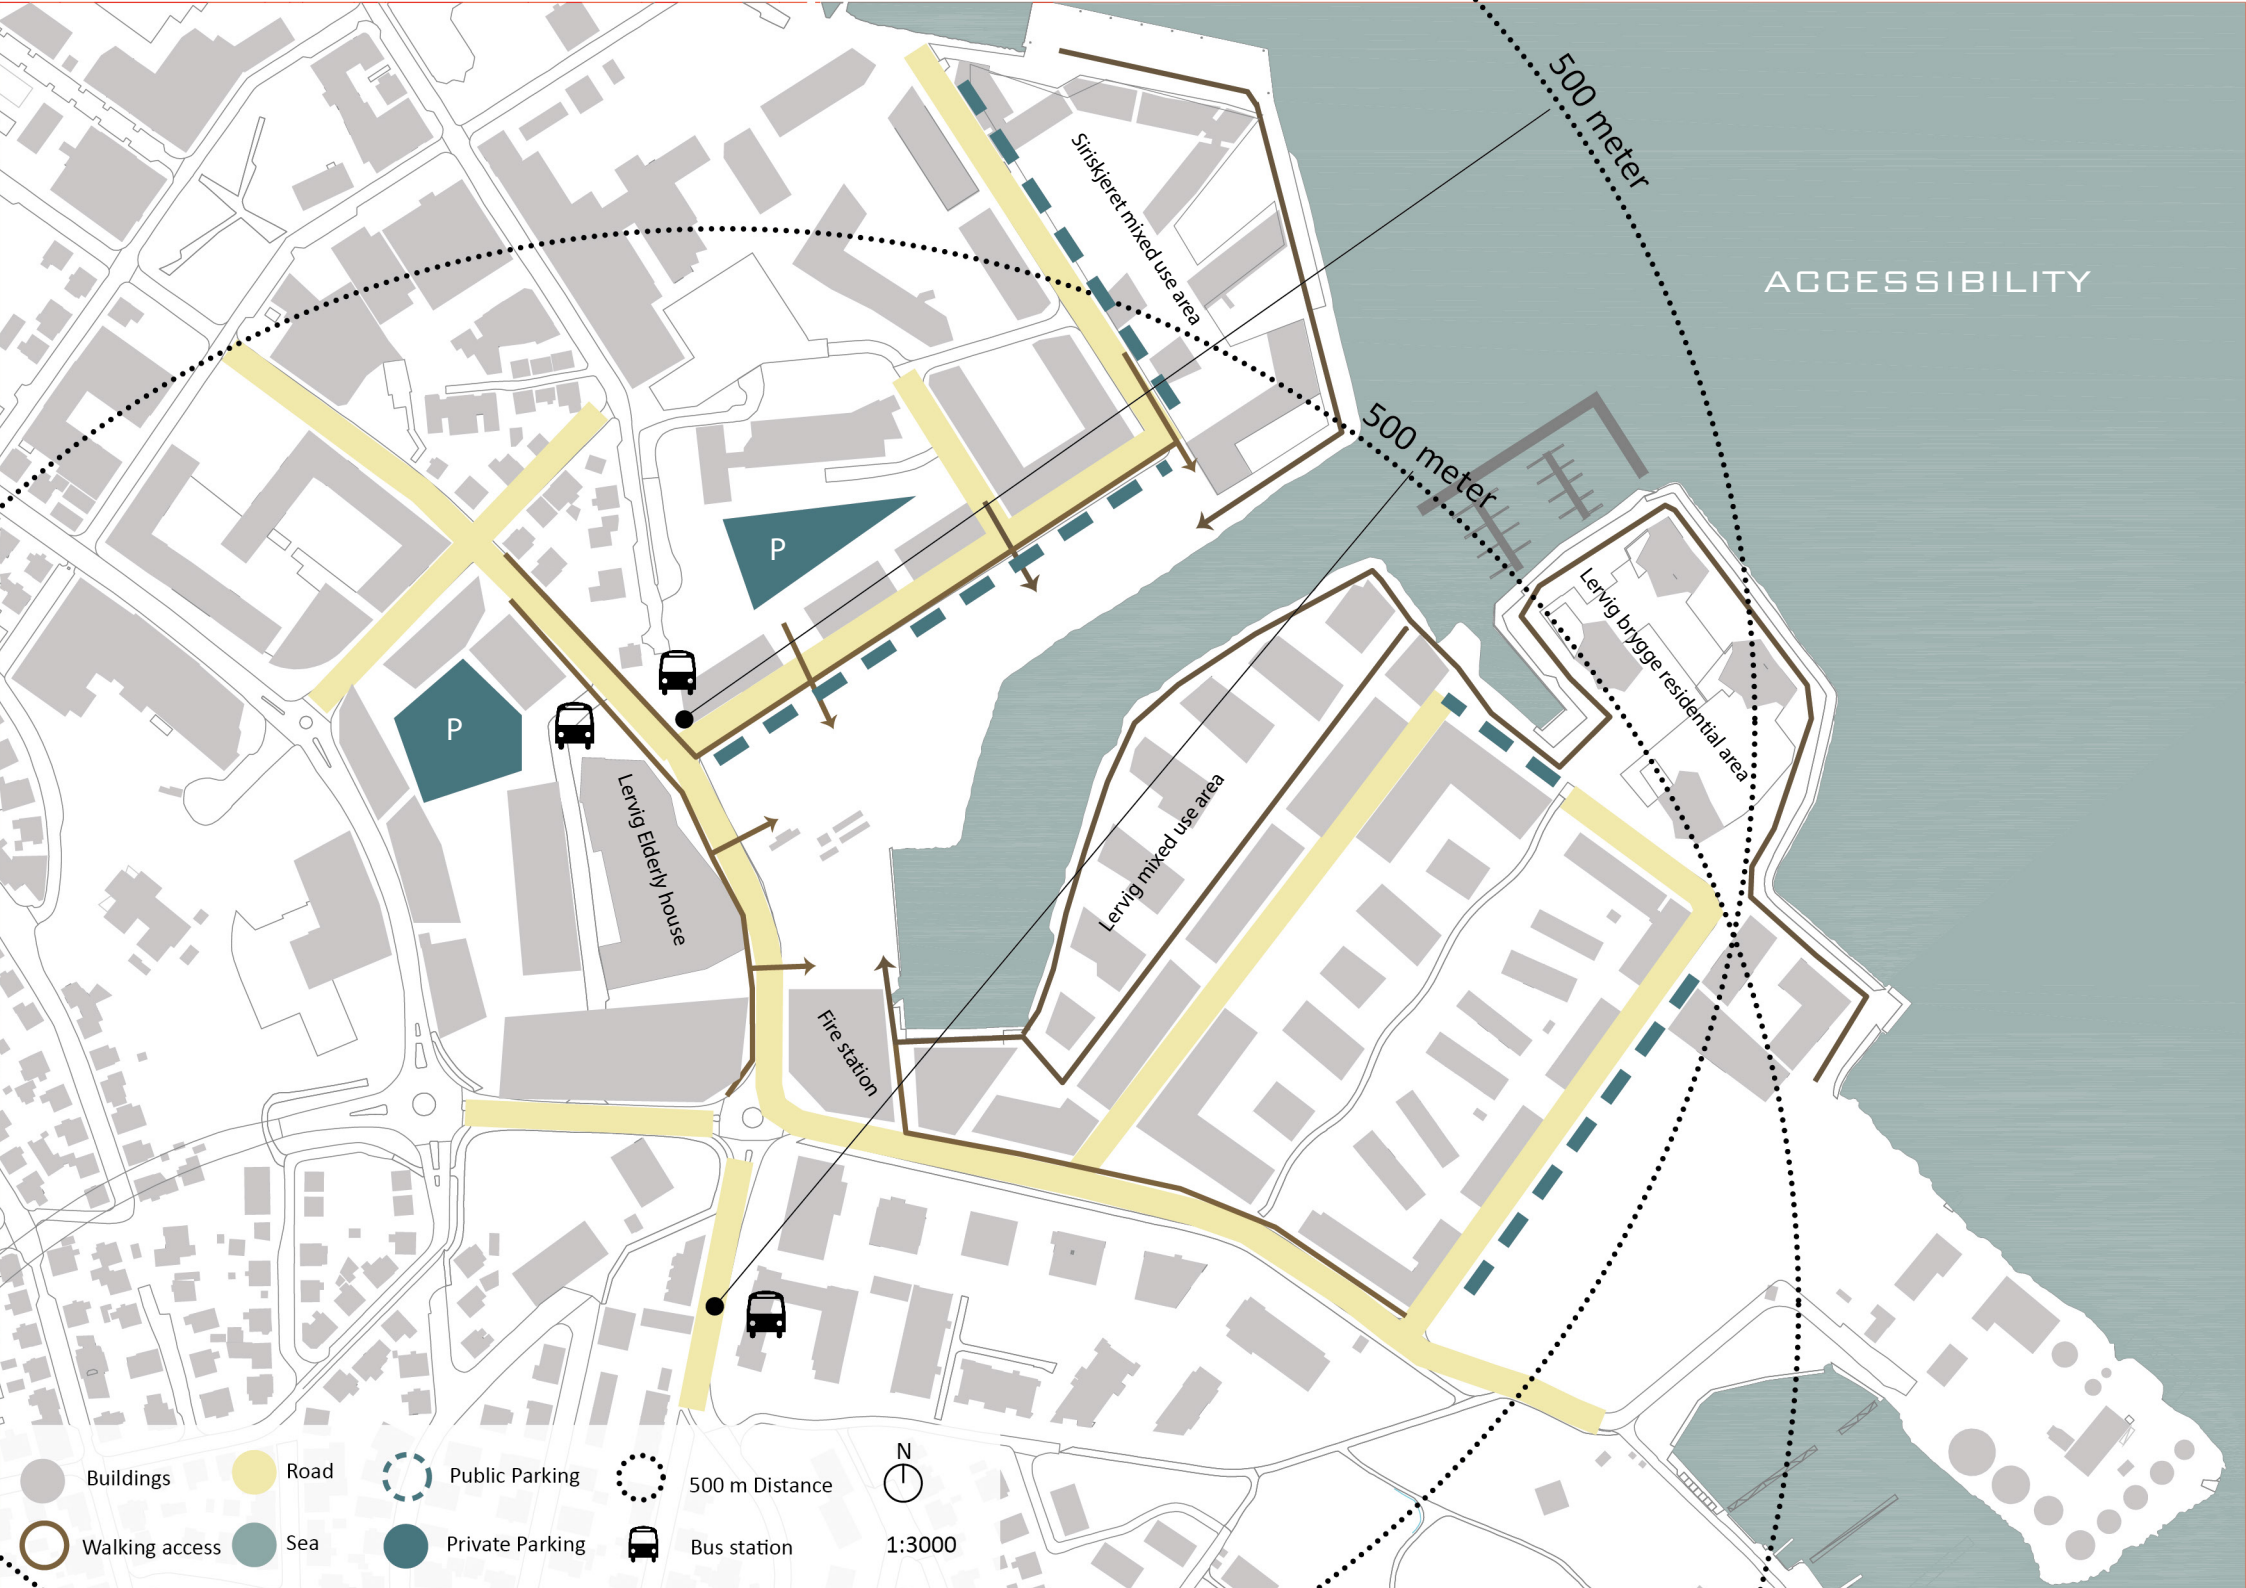 500 meter
Siriskjeret mixed use area
ACCESSIBILITY
500 meter
P
Lervig brygge residential area
P
Lervig Elderly house
Lervig mixed use area
Fire station
Buildings
Road
Public Parking
500 m Distance
N
Walking access
Sea
Private Parking
Bus station
1:3000